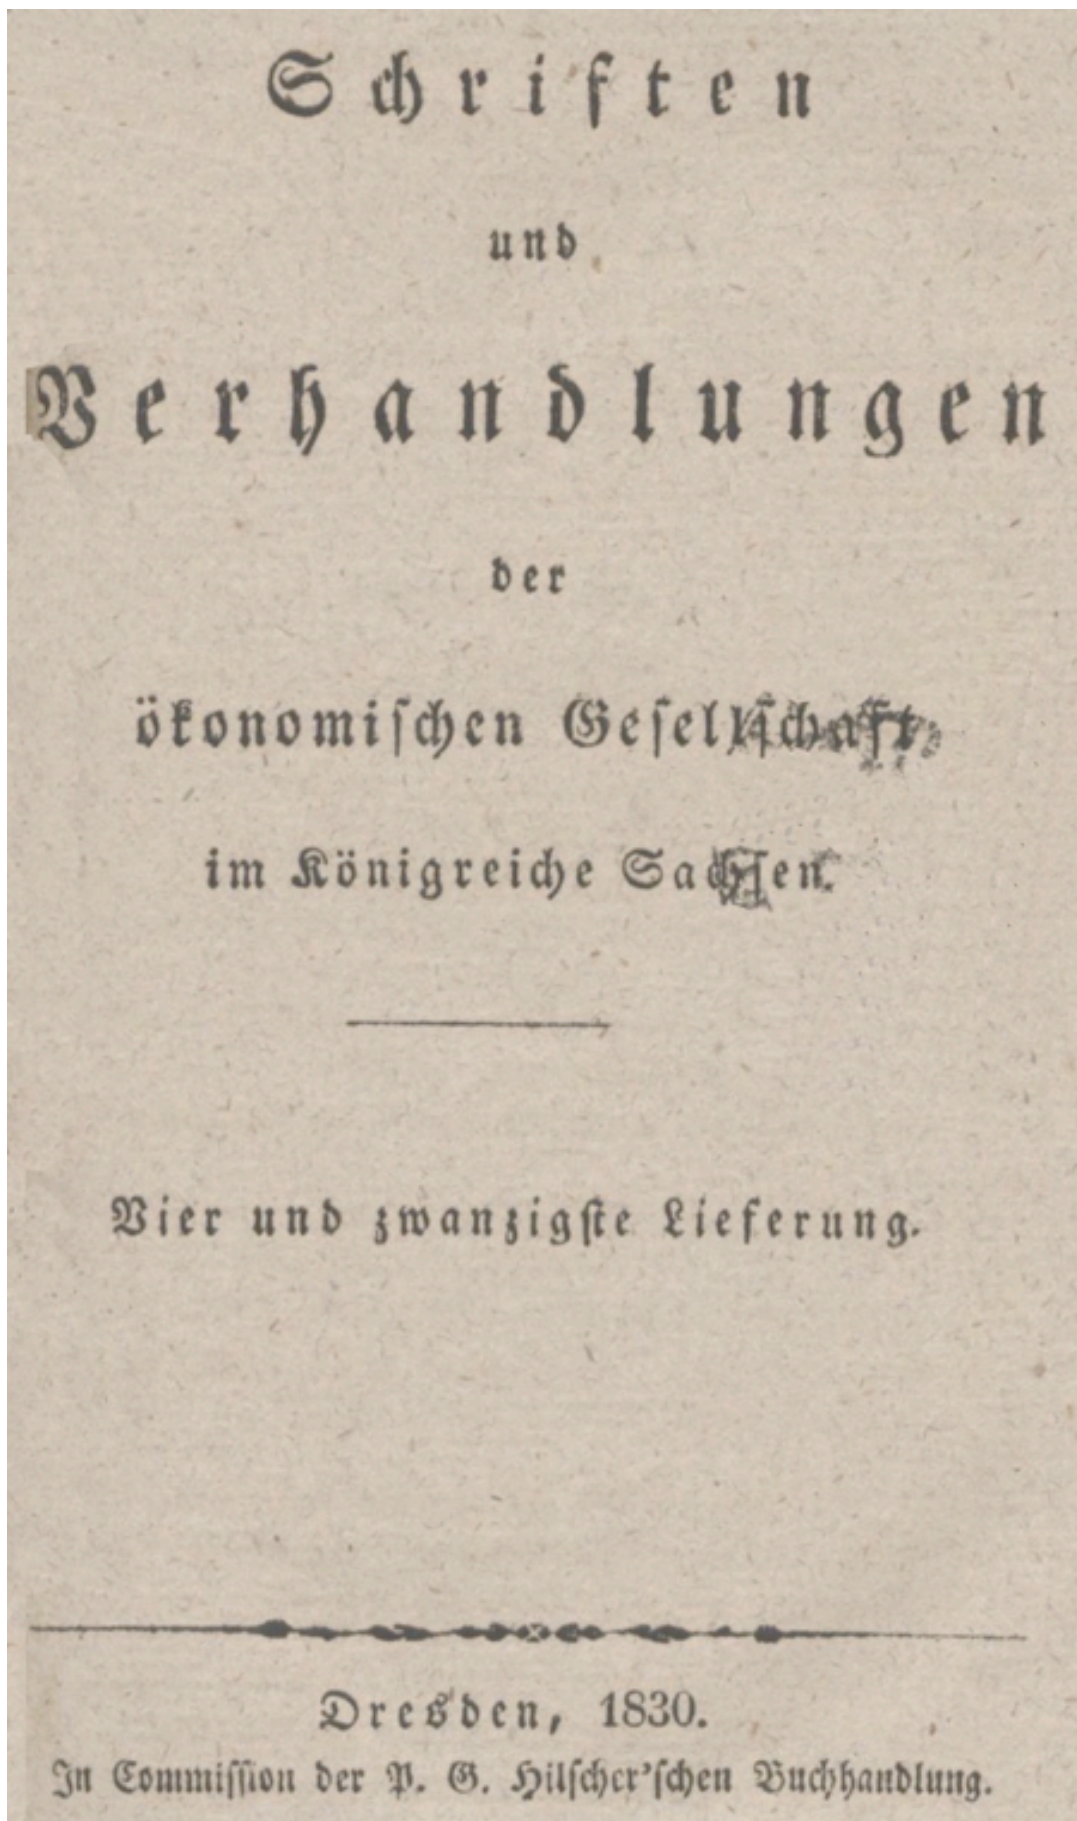 Schriften
und
Verhandlungen
der
ökonomiſchen Geſellſchaft
im Königreiche Sachſen.
Vier und zwanzigſte Lieferung.
Dresden, 1830.
In Commiſſion der P. G. Hilſcher'ſchen Buchhandlung.